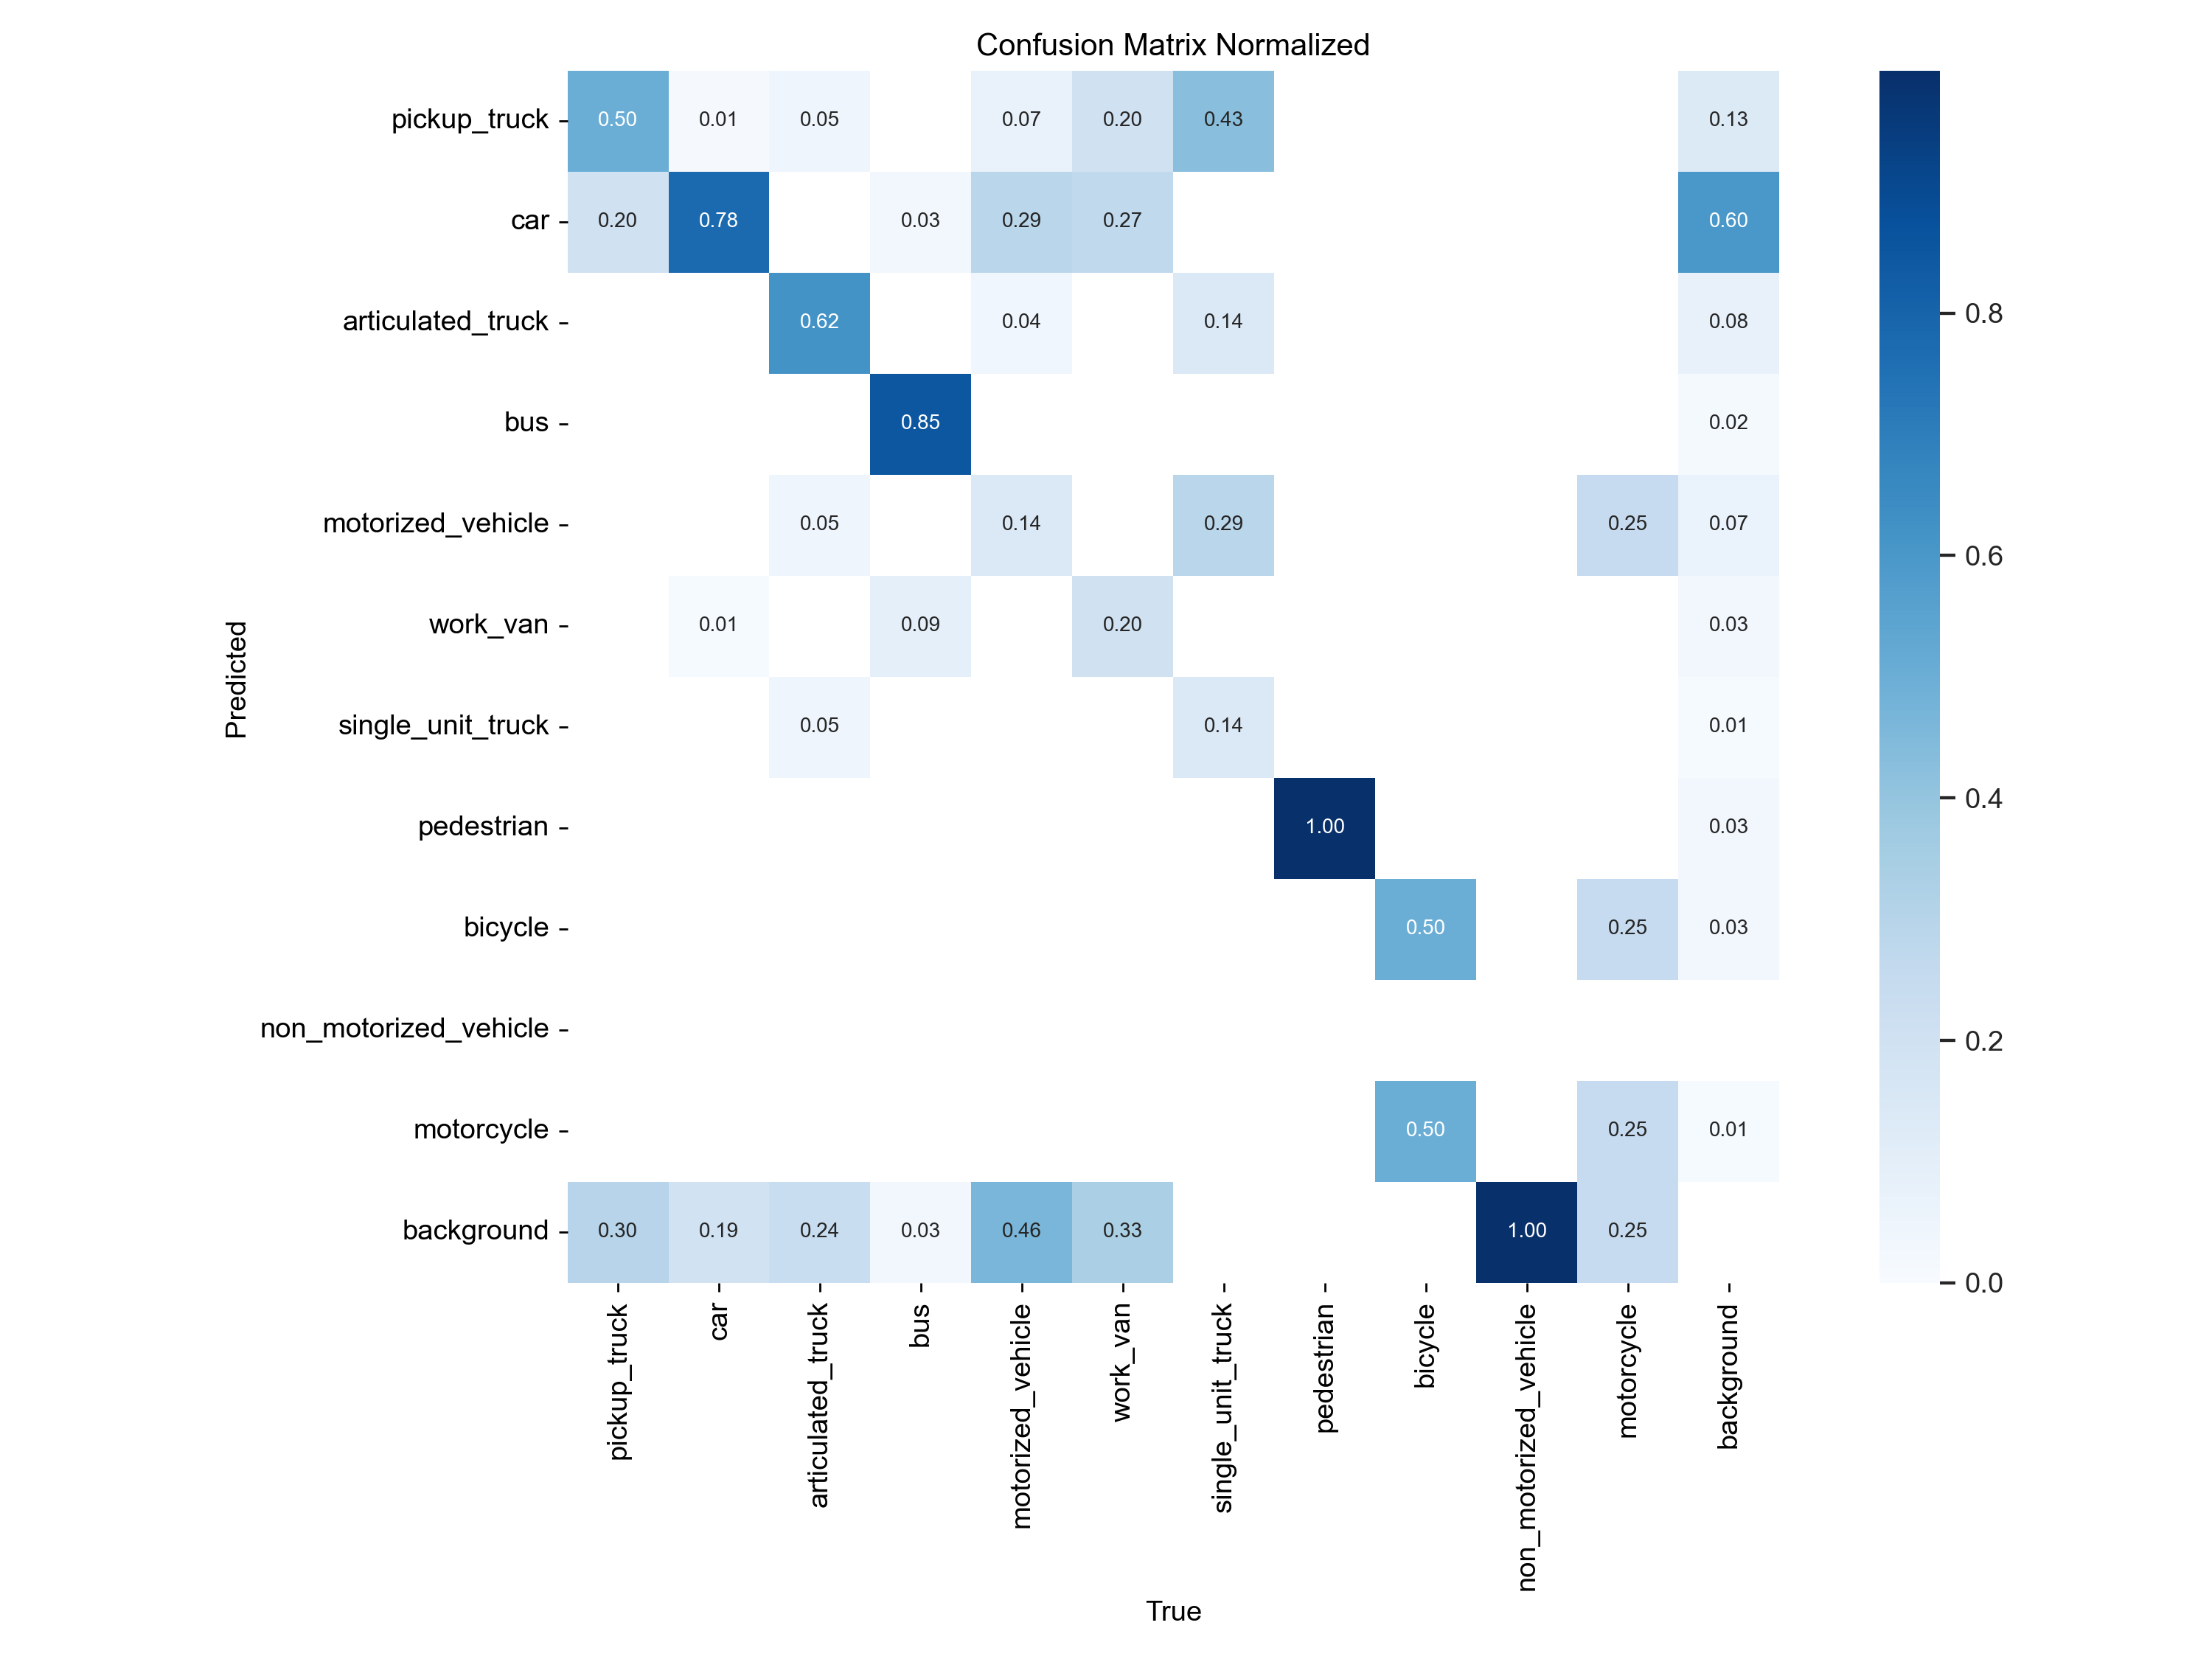 Confusion Matrix Normalized
pickup_truck 0.50 0.01 0.05 0.07 0.20 0.43 0.13
car 0.20 0.78 0.03 0.29 0.27 0.60
articulated_truck 0.62 0.04 0.14 0.08
bus 0.85 0.02
motorized_vehicle 0.05 0.14 0.29 0.25 0.07
work_van 0.01 0.09 0.20 0.03
single_unit_truck 0.05 0.14 0.01
pedestrian 1.00 0.03
bicycle 0.50 0.25 0.03
non_motorized_vehicle
motorcycle 0.50 0.25 0.01
background 0.30 0.19 0.24 0.03 0.46 0.33 1.00 0.25
Predicted
pickup_truck
car
articulated_truck
bus
motorized_vehicle
work_van
single_unit_truck
pedestrian
bicycle
non_motorized_vehicle
motorcycle
background
True
0.8
0.6
0.4
0.2
0.0